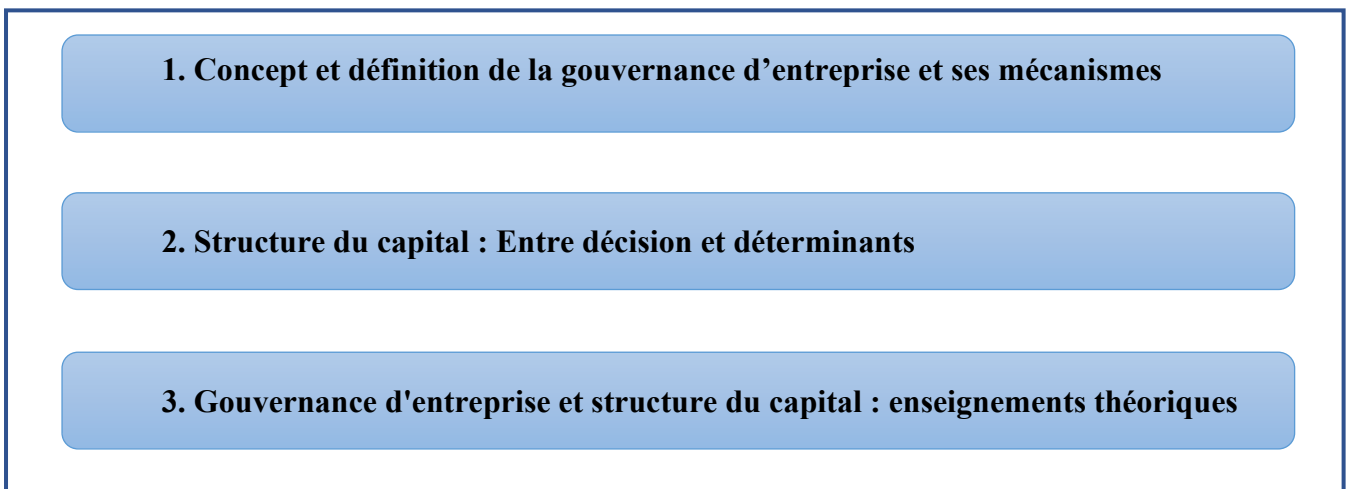 1. Concept et définition de la gouvernance d’entreprise et ses mécanismes
2. Structure du capital : Entre décision et déterminants
3. Gouvernance d'entreprise et structure du capital : enseignements théoriques